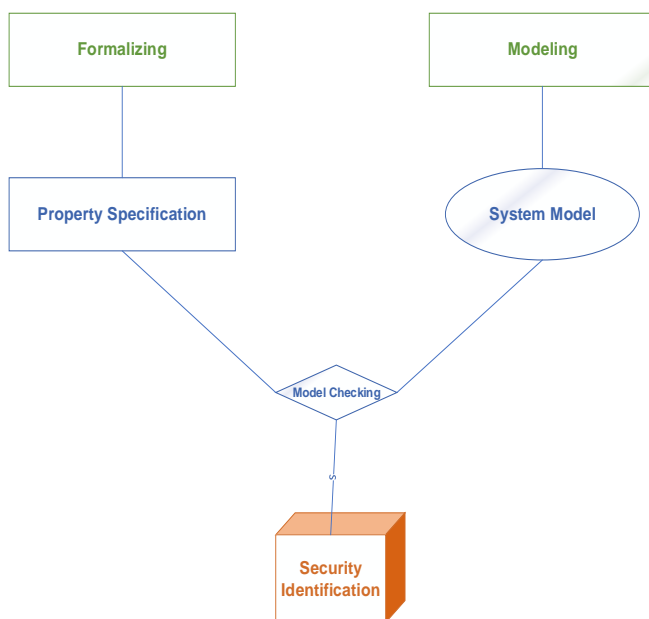 Formalizing
Modeling
Property Specification
System Model
Model Checking
s
Security
Identification